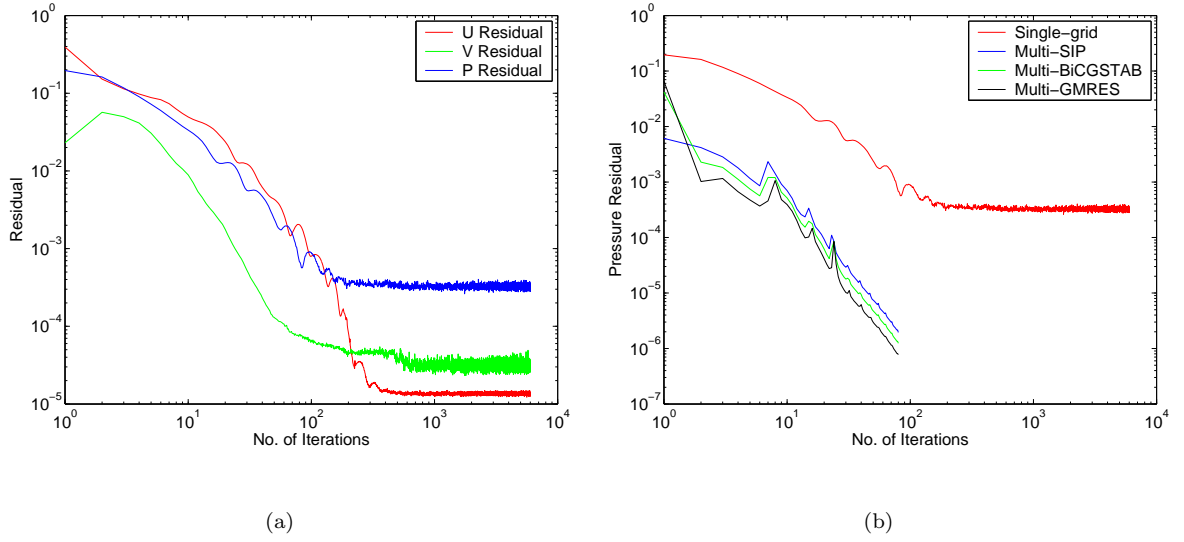 10^0
10^-1
10^-2
10^-3
10^-4
10^-5
Residual
10^0
10^1
10^2
10^3
10^4
No. of Iterations
U Residual
V Residual
P Residual
(a)
10^0
10^-1
10^-2
10^-3
10^-4
10^-5
10^-6
10^-7
Pressure Residual
10^0
10^1
10^2
10^3
10^4
No. of Iterations
Single-grid
Multi-SIP
Multi-BiCGSTAB
Multi-GMRES
(b)